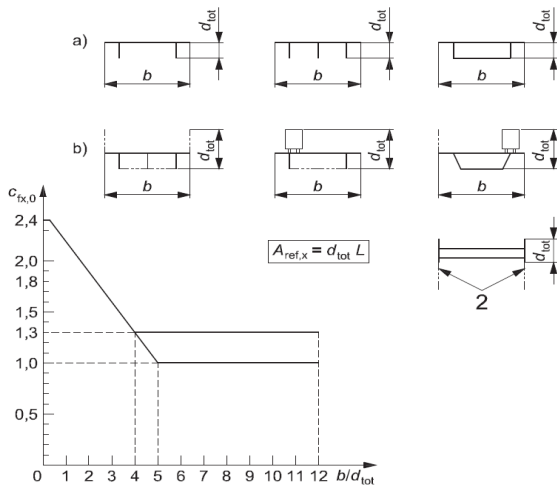 a)
d_tot
d_tot
d_tot
b
b
b
b)
d_tot
d_tot
d_tot
b
b
b
c_fx,0
2,4
2,0
1,8
1,5
1,3
1,0
0,5
A_ref,x = d_tot L
d_tot
2
0 1 2 3 4 5 6 7 8 9 10 11 12 b/d_tot